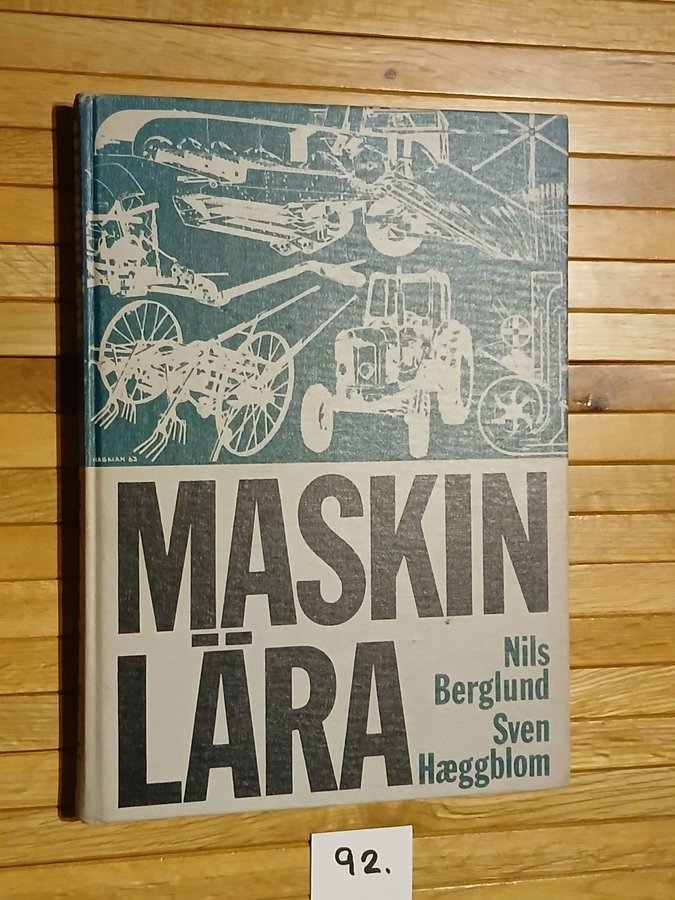 HAGMAN 63
MASKIN
LÄRA
Nils
Berglund
Sven
Hæggblom
92.